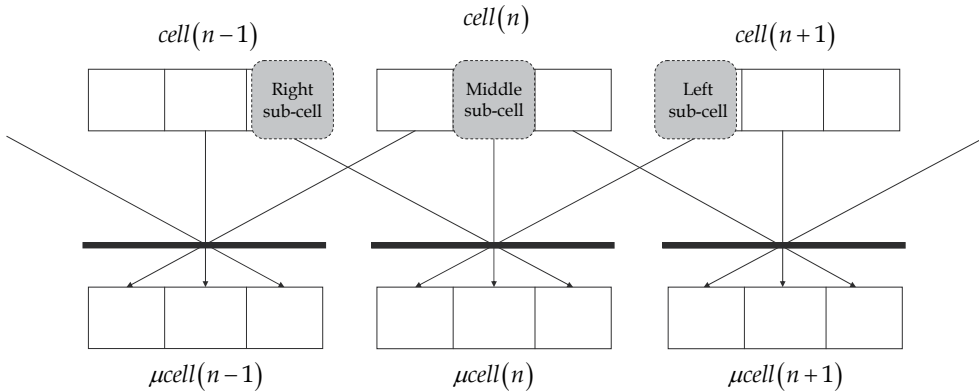 cell(n)
cell(n−1)
cell(n+1)
Right
sub-cell
Middle
sub-cell
Left
sub-cell
μcell(n−1)
μcell(n)
μcell(n+1)